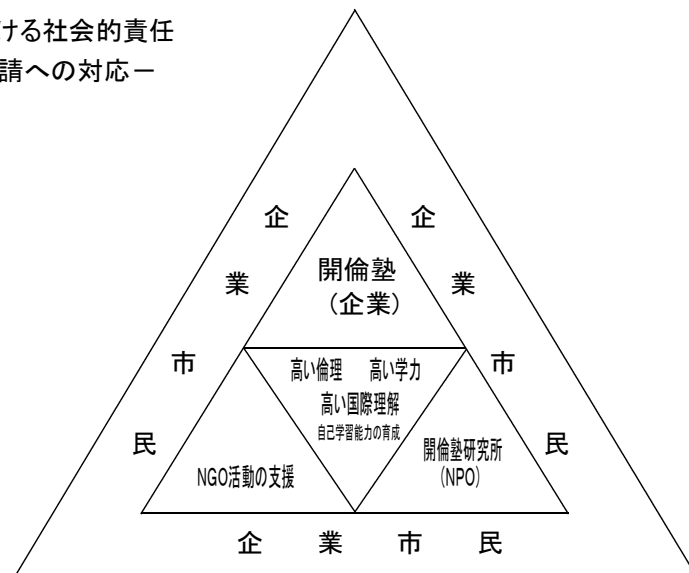 ける社会的責任
請への対応－
企業市民
企業市民
開倫塾
（企業）
高い倫理　高い学力
高い国際理解
自己学習能力の育成
NGO活動の支援
開倫塾研究所
（NPO）
企業市民